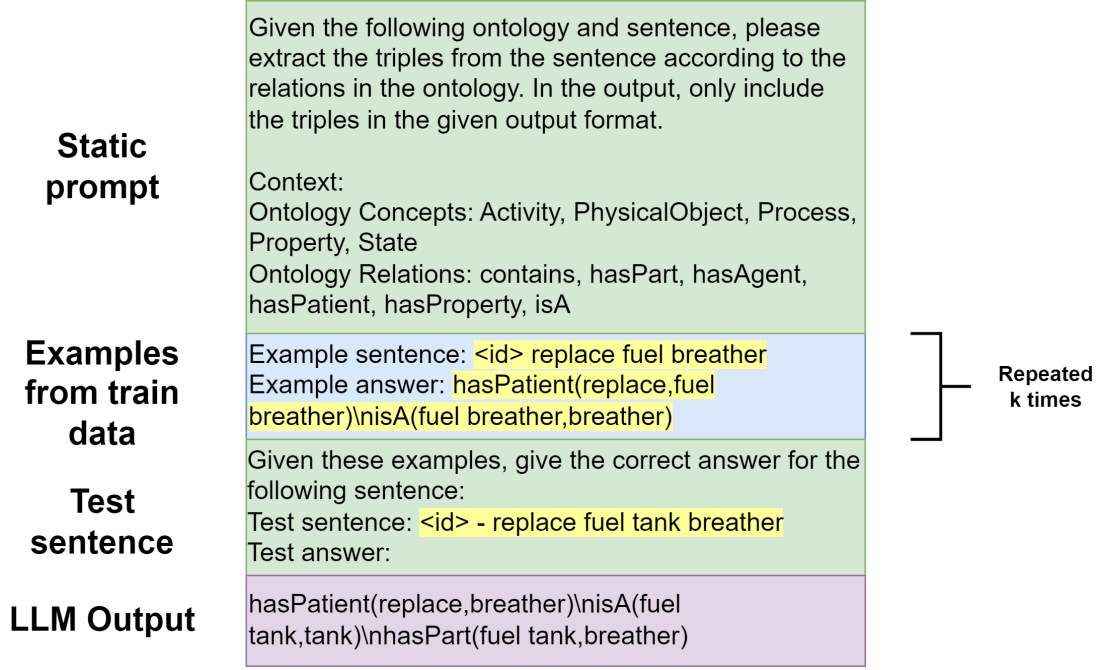 Static
prompt
Given the following ontology and sentence, please
extract the triples from the sentence according to the
relations in the ontology. In the output, only include
the triples in the given output format.
Context:
Ontology Concepts: Activity, PhysicalObject, Process,
Property, State
Ontology Relations: contains, hasPart, hasAgent,
hasPatient, hasProperty, isA
Examples
from train
data
Example sentence: <id> replace fuel breather
Example answer: hasPatient(replace,fuel
breather)\nisA(fuel breather,breather)
Repeated
k times
Test
sentence
Given these examples, give the correct answer for the
following sentence:
Test sentence: <id> - replace fuel tank breather
Test answer:
LLM Output
hasPatient(replace,breather)\nisA(fuel
tank,tank)\nhasPart(fuel tank,breather)